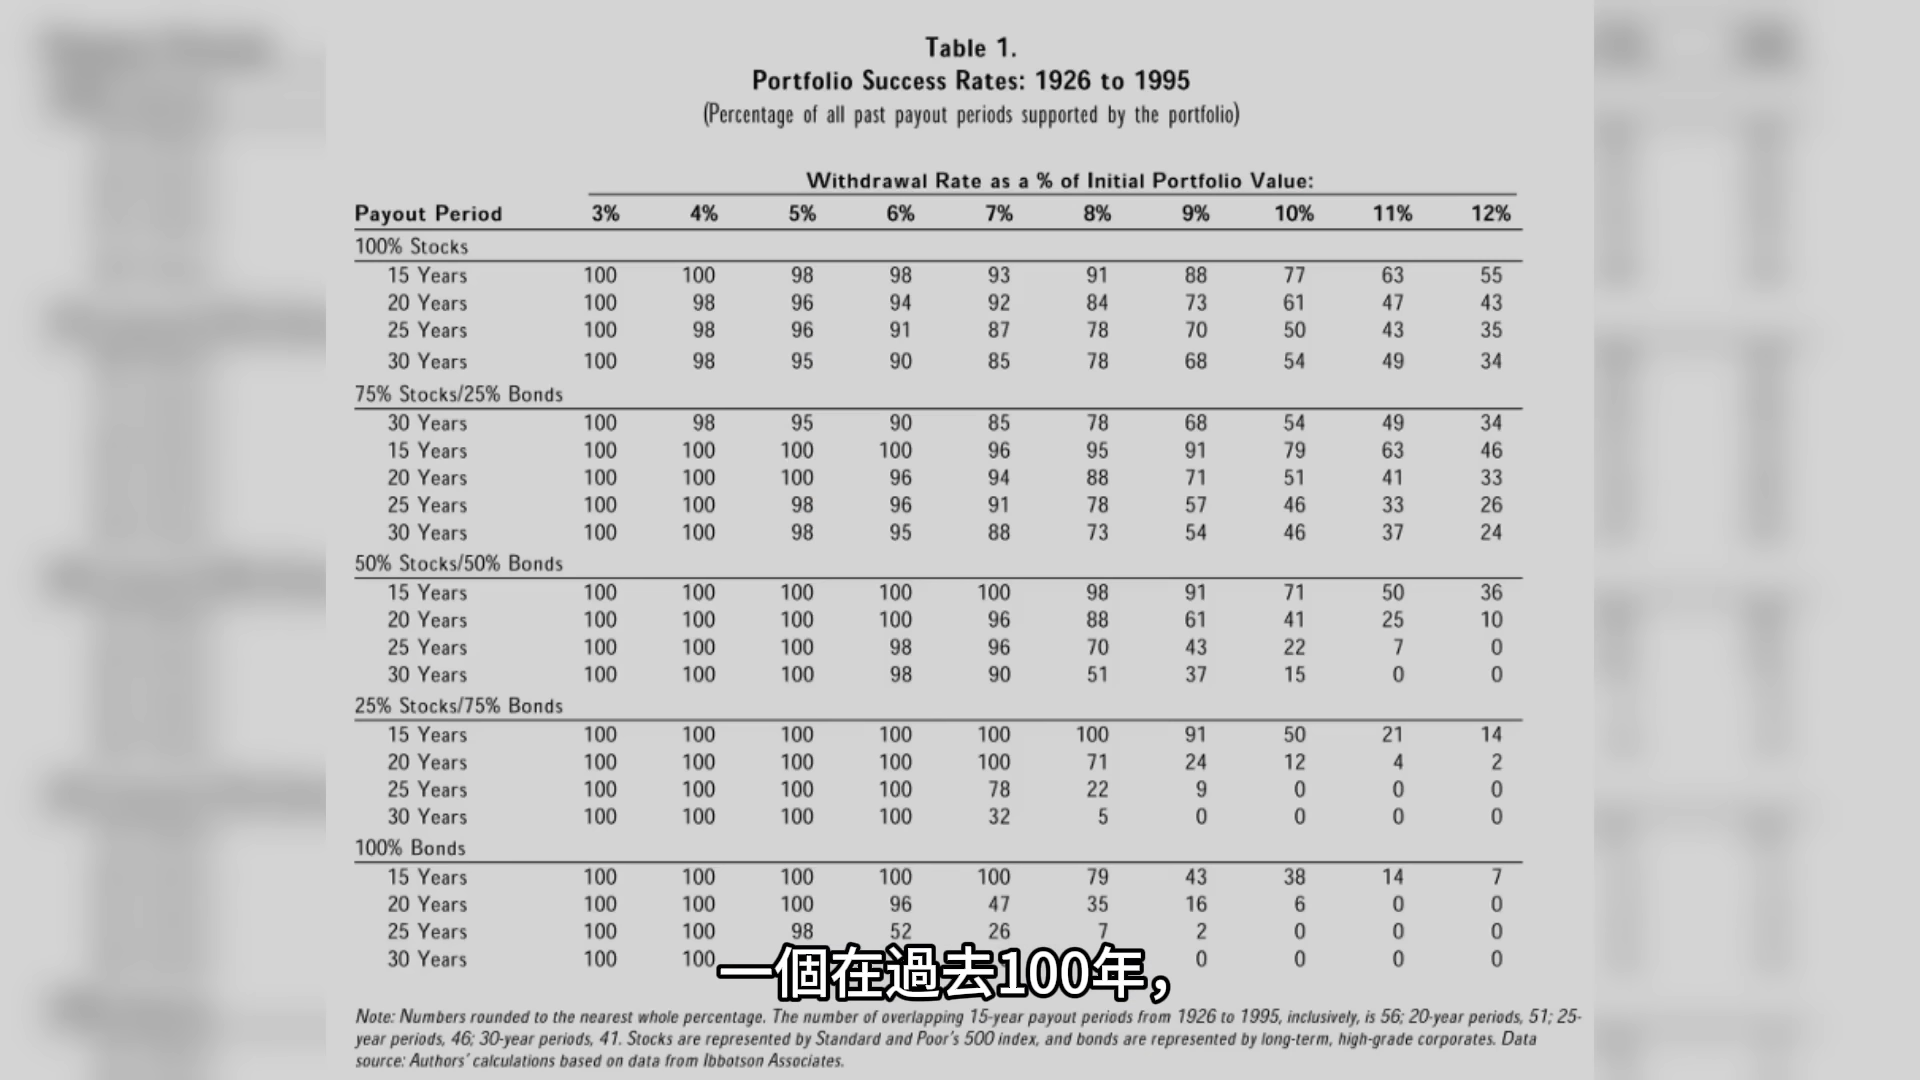 Table 1.
Portfolio Success Rates: 1926 to 1995
(Percentage of all past payout periods supported by the portfolio)
Withdrawal Rate as a % of Initial Portfolio Value:
Payout Period 3% 4% 5% 6% 7% 8% 9% 10% 11% 12%
100% Stocks
15 Years 100 100 98 98 93 91 88 77 63 55
20 Years 100 98 96 94 92 84 73 61 47 43
25 Years 100 98 96 91 87 78 70 50 43 35
30 Years 100 98 95 90 85 78 68 54 49 34
75% Stocks/25% Bonds
30 Years 100 98 95 90 85 78 68 54 49 34
15 Years 100 100 100 100 96 95 91 79 63 46
20 Years 100 100 100 96 94 88 71 51 41 33
25 Years 100 100 98 96 91 78 57 46 33 26
30 Years 100 100 98 95 88 73 54 46 37 24
50% Stocks/50% Bonds
15 Years 100 100 100 100 100 98 91 71 50 36
20 Years 100 100 100 100 96 88 61 41 25 10
25 Years 100 100 100 98 96 70 43 22 7 0
30 Years 100 100 100 98 90 51 37 15 0 0
25% Stocks/75% Bonds
15 Years 100 100 100 100 100 100 91 50 21 14
20 Years 100 100 100 100 100 71 24 12 4 2
25 Years 100 100 100 100 78 22 9 0 0 0
30 Years 100 100 100 100 32 5 0 0 0 0
100% Bonds
15 Years 100 100 100 100 100 79 43 38 14 7
20 Years 100 100 100 96 47 35 16 6 0 0
25 Years 100 100 98 52 26 7 2 0 0 0
30 Years 100 100 0 0 0 0
一個在過去100年,
Note: Numbers rounded to the nearest whole percentage. The number of overlapping 15-year payout periods from 1926 to 1995, inclusively, is 56; 20-year periods, 51; 25-
year periods, 46; 30-year periods, 41. Stocks are represented by Standard and Poor's 500 index, and bonds are represented by long-term, high-grade corporates. Data
source: Authors' calculations based on data from Ibbotson Associates.